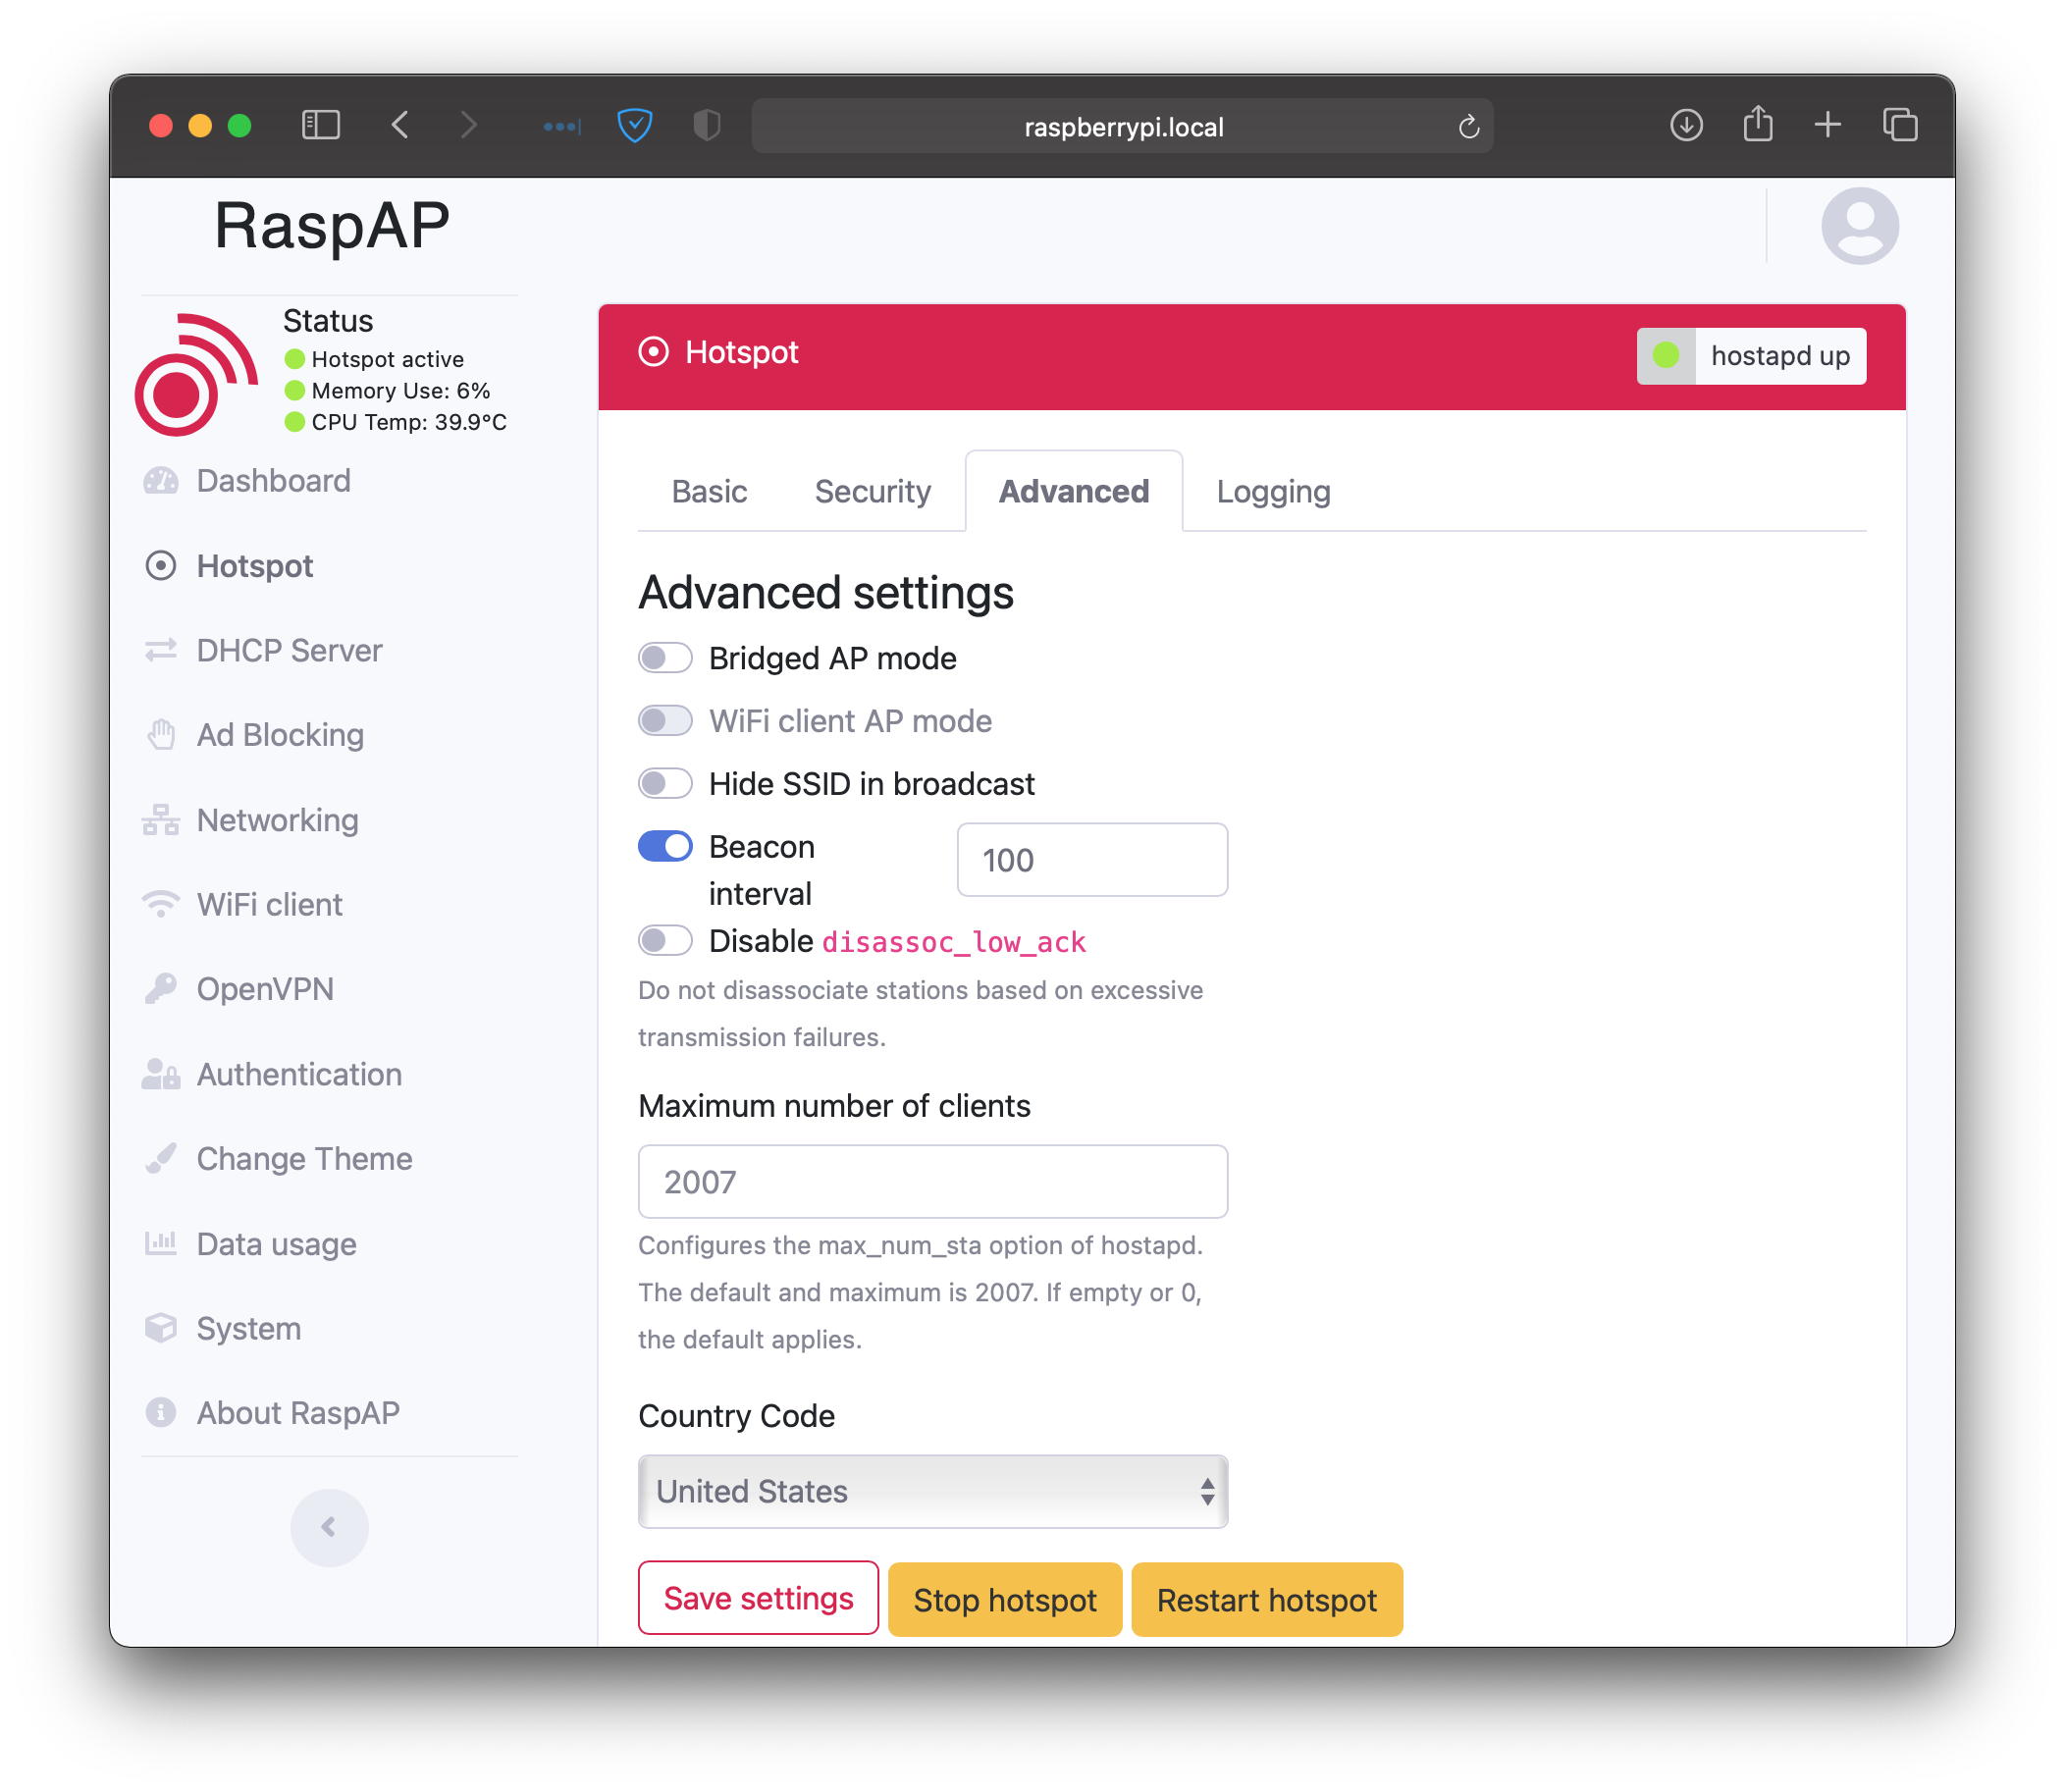 raspberrypi.local
RaspAP
Status
Hotspot active
Memory Use: 6%
CPU Temp: 39.9°C
Dashboard
Hotspot
DHCP Server
Ad Blocking
Networking
WiFi client
OpenVPN
Authentication
Change Theme
Data usage
System
About RaspAP
Hotspot
hostapd up
Basic
Security
Advanced
Logging
Advanced settings
Bridged AP mode
WiFi client AP mode
Hide SSID in broadcast
Beacon
interval
100
Disable disassoc_low_ack
Do not disassociate stations based on excessive
transmission failures.
Maximum number of clients
2007
Configures the max_num_sta option of hostapd.
The default and maximum is 2007. If empty or 0,
the default applies.
Country Code
United States
Save settings
Stop hotspot
Restart hotspot